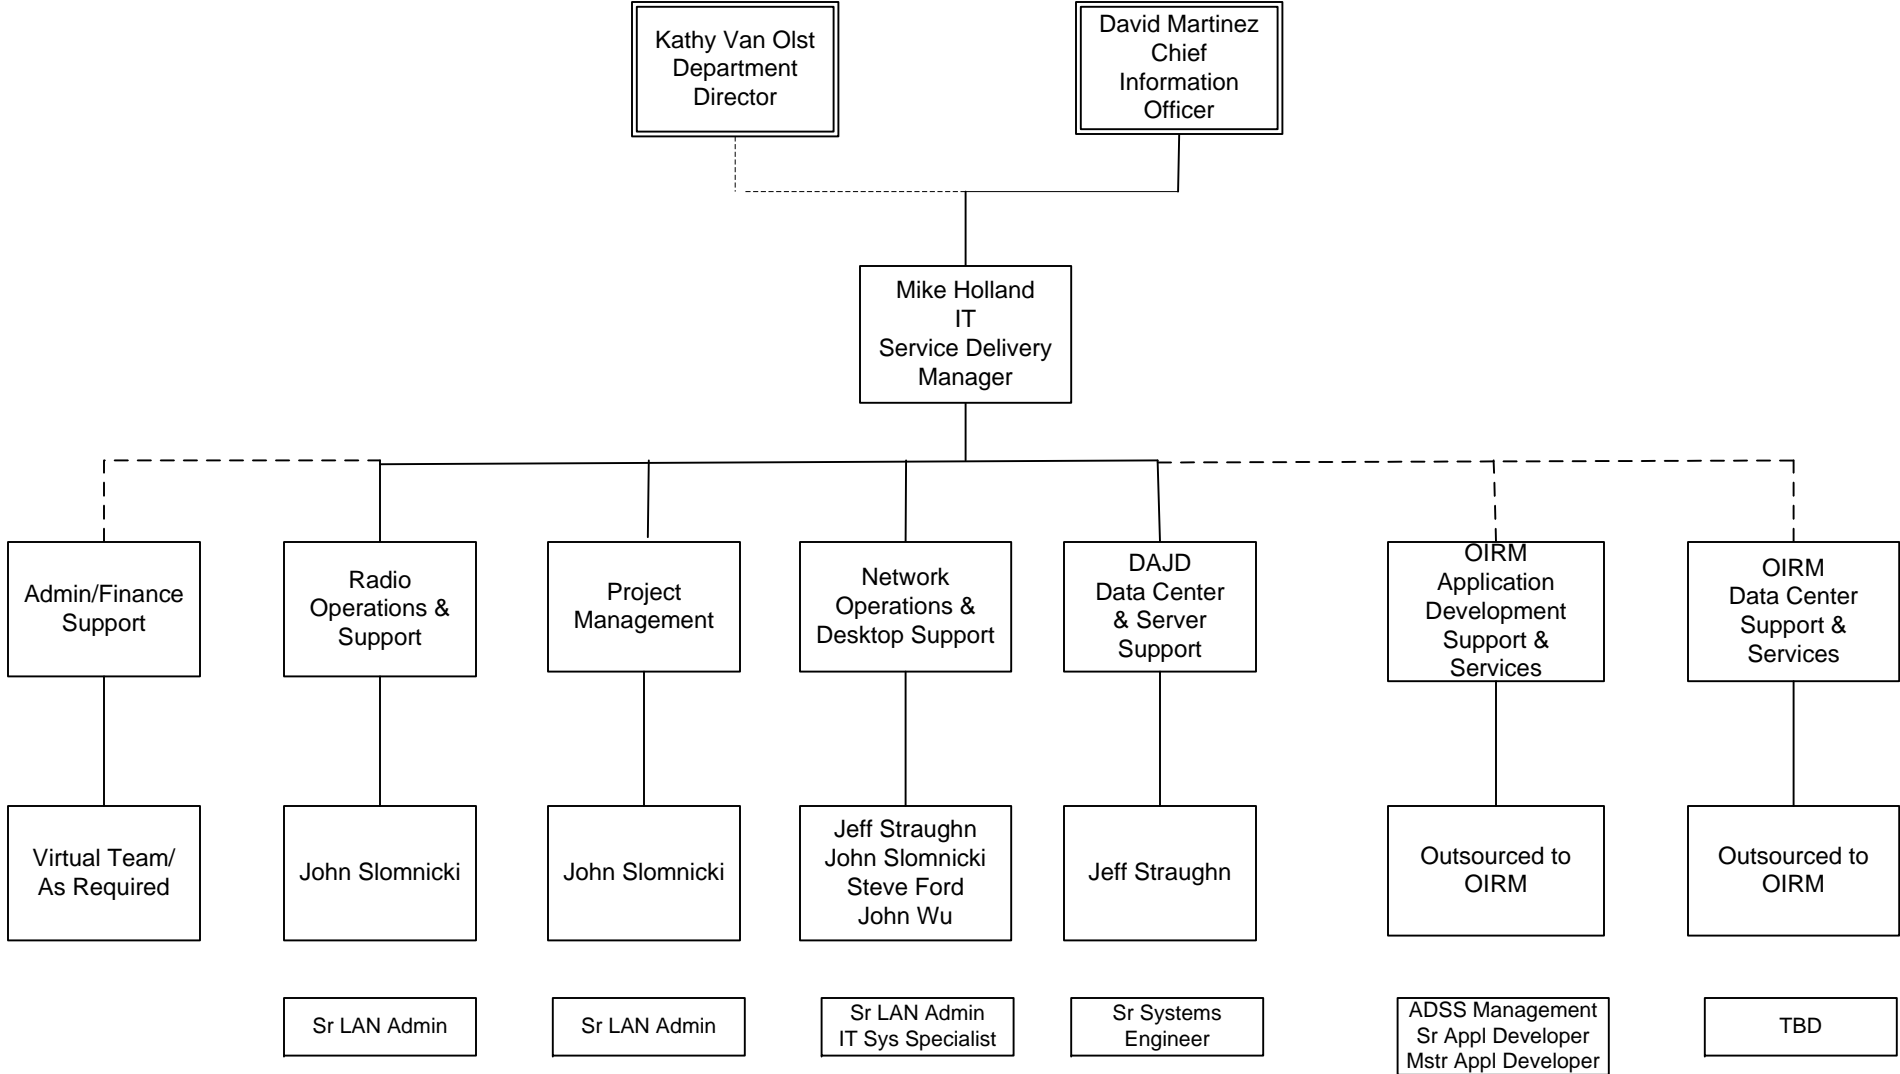 Kathy Van Olst
Department
Director
David Martinez
Chief
Information
Officer
Mike Holland
IT
Service Delivery
Manager
Admin/Finance
Support
Radio
Operations &
Support
Project
Management
Network
Operations &
Desktop Support
DAJD
Data Center
& Server
Support
OIRM
Application
Development
Support &
Services
OIRM
Data Center
Support &
Services
Virtual Team/
As Required
John Slomnicki
John Slomnicki
Jeff Straughn
John Slomnicki
Steve Ford
John Wu
Jeff Straughn
Outsourced to
OIRM
Outsourced to
OIRM
Sr LAN Admin
Sr LAN Admin
Sr LAN Admin
IT Sys Specialist
Sr Systems
Engineer
ADSS Management
Sr Appl Developer
Mstr Appl Developer
TBD